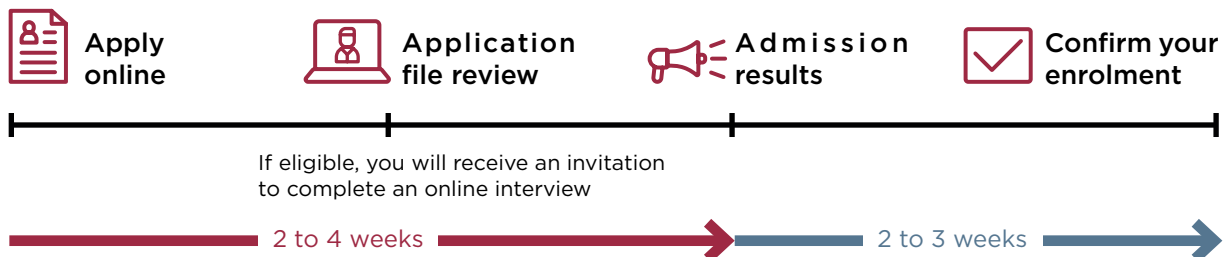 Apply
online
Application
file review
Admission
results
Confirm your
enrolment
If eligible, you will receive an invitation
to complete an online interview
2 to 4 weeks
2 to 3 weeks